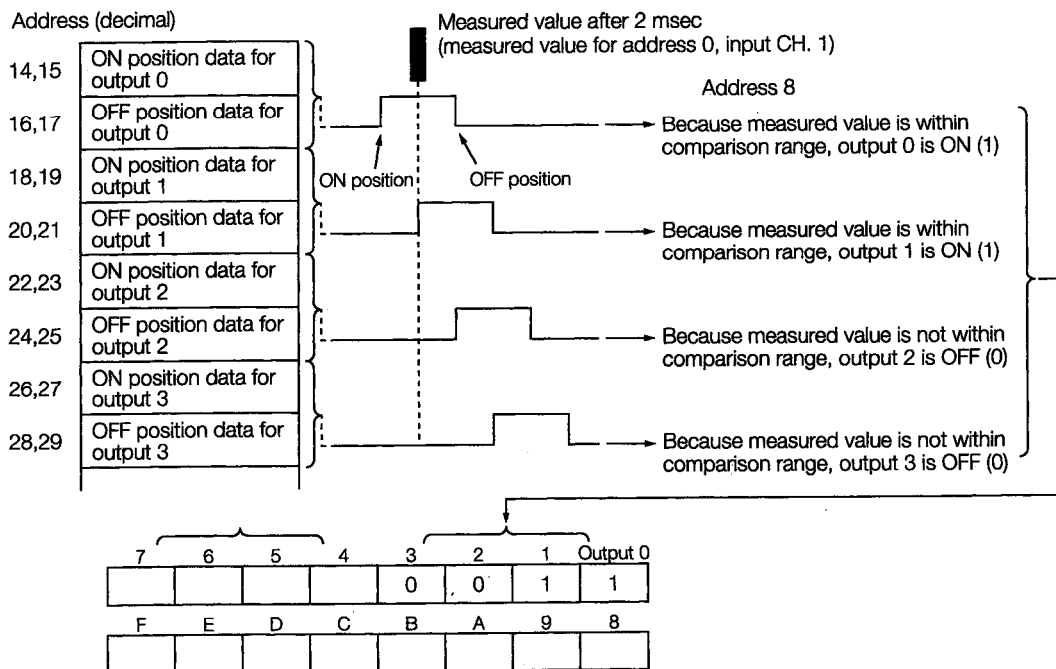 Address (decimal)
Measured value after 2 msec
(measured value for address 0, input CH. 1)
14,15
ON position data for
output 0
Address 8
16,17
OFF position data for
output 0
Because measured value is within
comparison range, output 0 is ON (1)
18,19
ON position data for
output 1
ON position
OFF position
20,21
OFF position data for
output 1
Because measured value is within
comparison range, output 1 is ON (1)
22,23
ON position data for
output 2
24,25
OFF position data for
output 2
Because measured value is not within
comparison range, output 2 is OFF (0)
26,27
ON position data for
output 3
28,29
OFF position data for
output 3
Because measured value is not within
comparison range, output 3 is OFF (0)
7 6 5 4 3 2 1 Output 0
0 0 1 1
F E D C B A 9 8